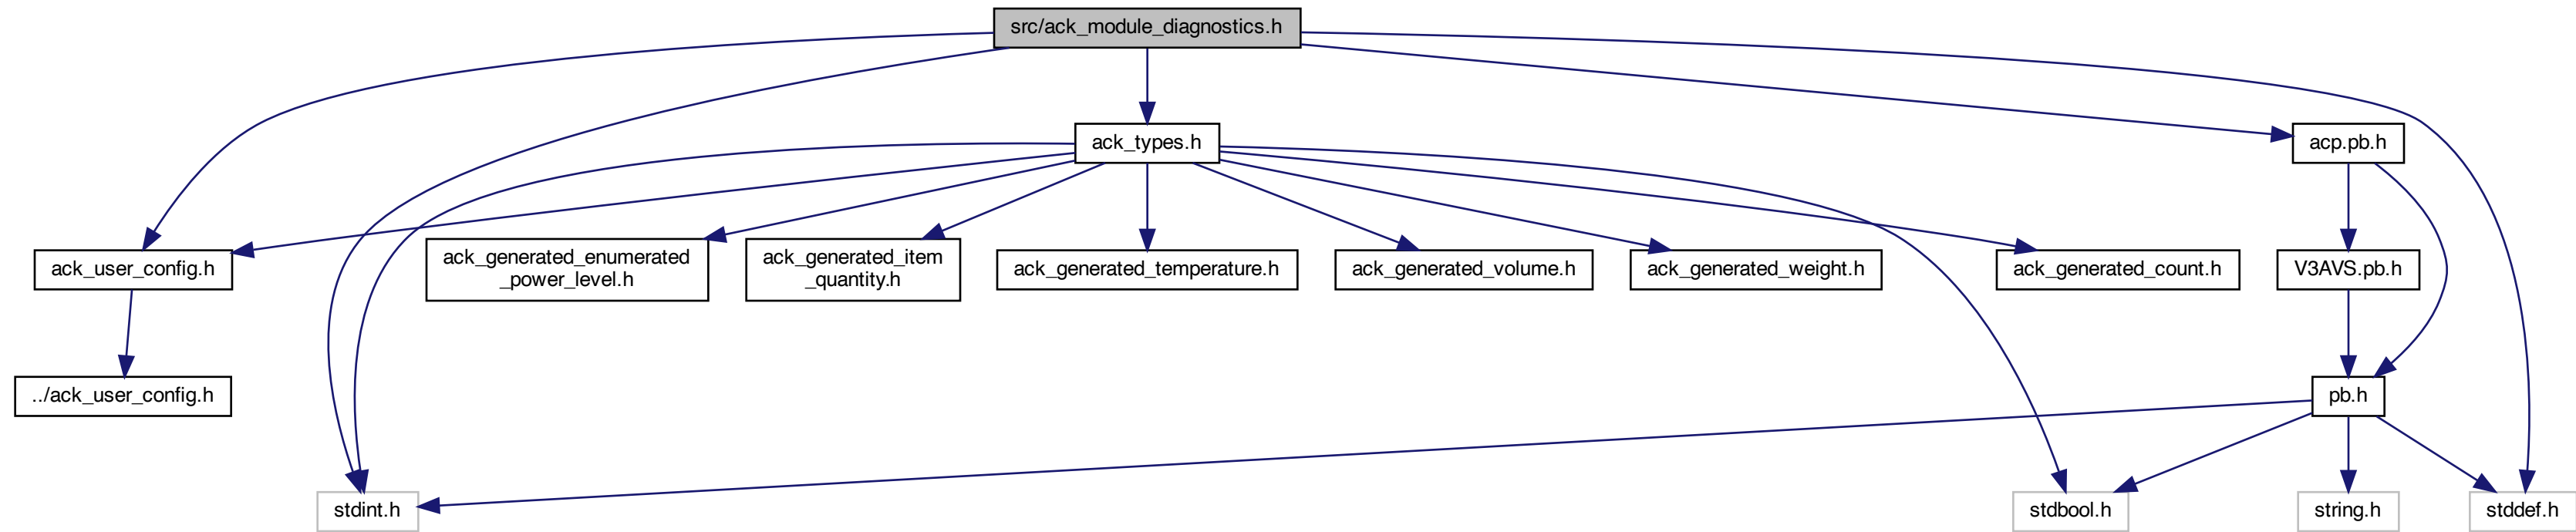 src/ack_module_diagnostics.h
ack_types.h
acp.pb.h
ack_user_config.h
ack_generated_enumerated
_power_level.h
ack_generated_item
_quantity.h
ack_generated_temperature.h
ack_generated_volume.h
ack_generated_weight.h
ack_generated_count.h
V3AVS.pb.h
../ack_user_config.h
pb.h
stdint.h
stdbool.h
string.h
stddef.h